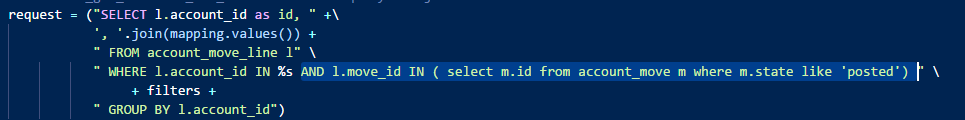 request = ("SELECT l.account_id as id, " +\
', '.join(mapping.values()) +
" FROM account_move_line l" \
" WHERE l.account_id IN %s AND l.move_id IN ( select m.id from account_move m where m.state like 'posted') " \
+ filters +
" GROUP BY l.account_id")